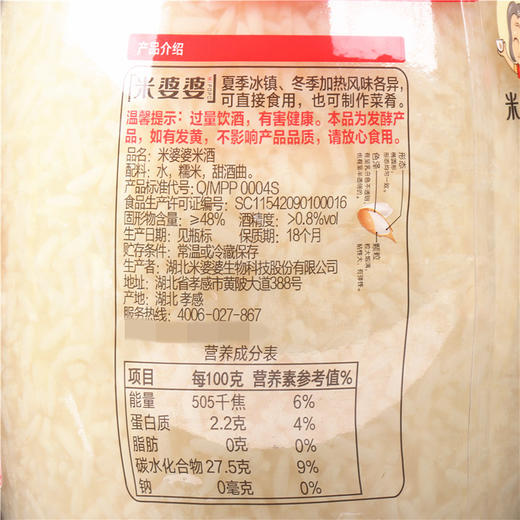 产品介绍
米婆婆
夏季冰镇、冬季加热风味各异,
可直接食用,也可制作菜肴。
温馨提示:过量饮酒,有害健康。本品为发酵产
品,如有发黄,不影响产品品质,请放心食用。
品名:米婆婆米酒
配料:水,糯米,甜酒曲。
产品标准代号:Q/MPP 0004S
食品生产许可证编号:SC11542090100016
固形物含量:≥48% 酒精度:>0.8%vol
生产日期:见瓶标 保质期:18个月
贮存条件:常温或冷藏保存
生产者:湖北米婆婆生物科技股份有限公司
地址:湖北省孝感市黄陂大道388号
产地:湖北 孝感
服务热线:4006-027-867
形态
色泽
颗粒
营养成分表
项目 每100克 营养素参考值%
能量 505千焦 6%
蛋白质 2.2克 4%
脂肪 0克 0%
碳水化合物 27.5克 9%
钠 0毫克 0%
米